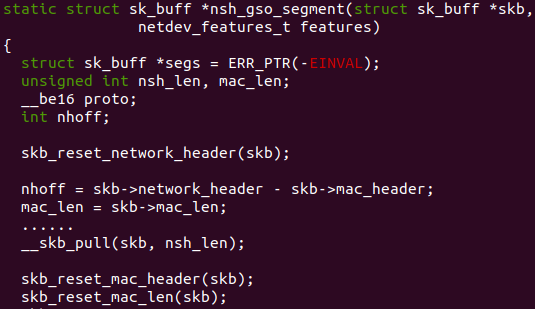 static struct sk_buff *nsh_gso_segment(struct sk_buff *skb,
netdev_features_t features)
{
struct sk_buff *segs = ERR_PTR(-EINVAL);
unsigned int nsh_len, mac_len;
__be16 proto;
int nhoff;
skb_reset_network_header(skb);
nhoff = skb->network_header - skb->mac_header;
mac_len = skb->mac_len;
......
__skb_pull(skb, nsh_len);
skb_reset_mac_header(skb);
skb_reset_mac_len(skb);